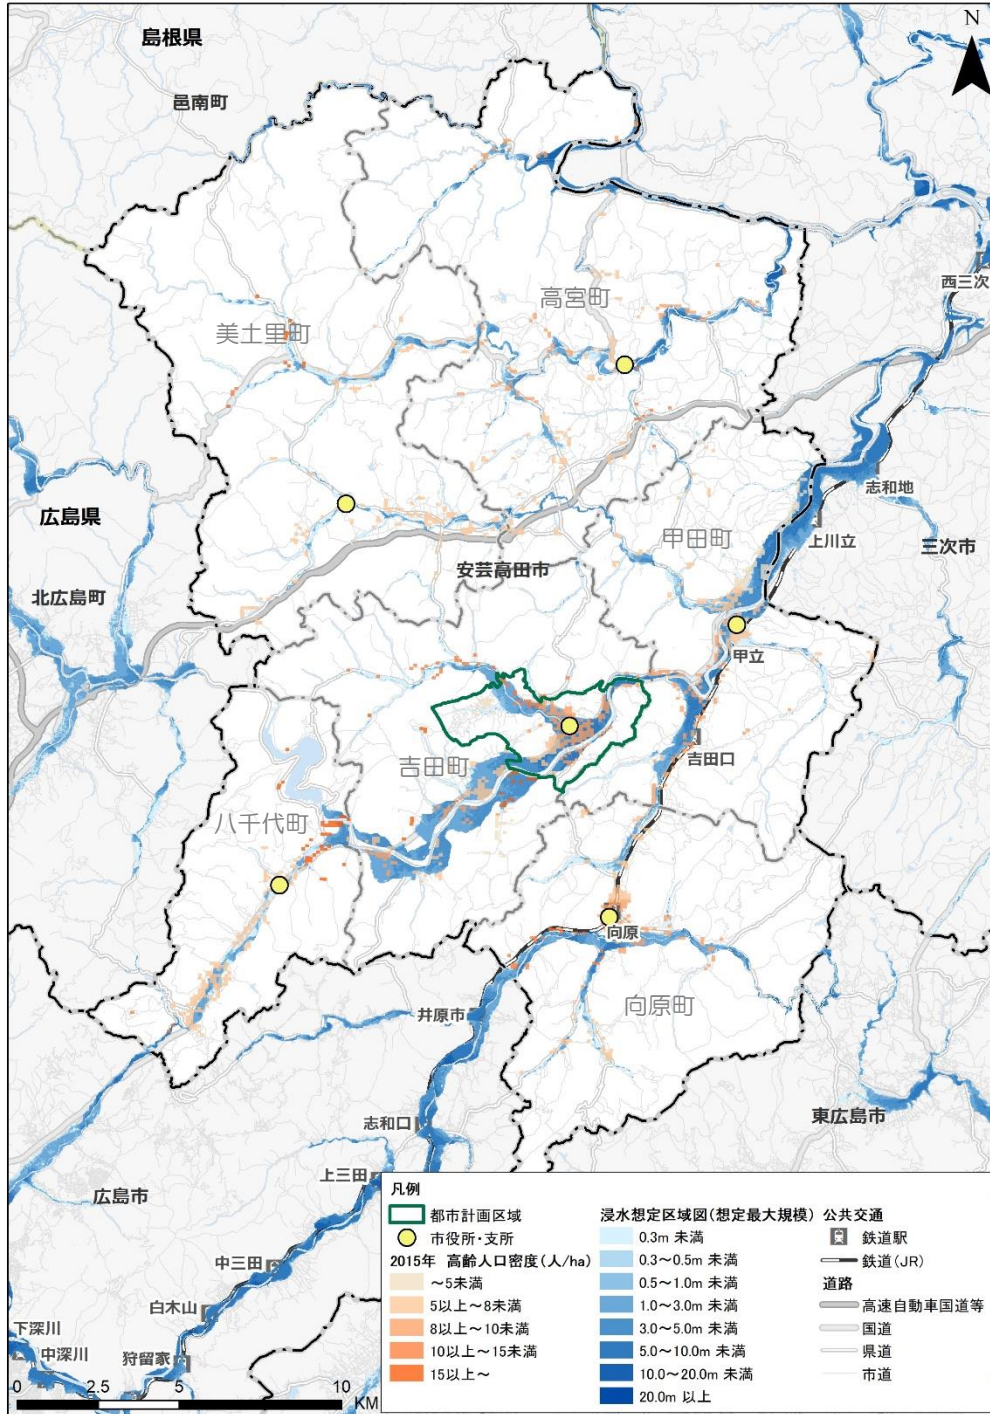 島根県
N
邑南町
西三次
高宮町
美土里町
志和地
広島県
上川立
甲田町
三次市
安芸高田市
北広島町
甲立
吉田口
吉田町
八千代町
向原
向原町
井原市
東広島市
志和口
上三田
広島市
中三田
白木山
下深川
中深川
狩留家
0 2.5 5 10 KM
凡例
都市計画区域
市役所・支所
2015年 高齢人口密度(人/ha)
～5未満
5以上～8未満
8以上～10未満
10以上～15未満
15以上～
浸水想定区域図(想定最大規模)
0.3m 未満
0.3～0.5m 未満
0.5～1.0m 未満
1.0～3.0m 未満
3.0～5.0m 未満
5.0～10.0m 未満
10.0～20.0m 未満
20.0m 以上
公共交通
鉄道駅
鉄道(JR)
道路
高速自動車国道等
国道
県道
市道